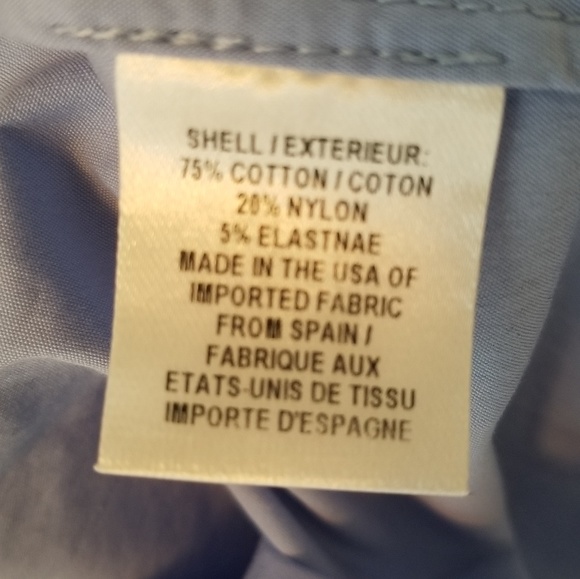 SHELL / EXTERIEUR:
75% COTTON / COTON
20% NYLON
5% ELASTNAE
MADE IN THE USA OF
IMPORTED FABRIC
FROM SPAIN /
FABRIQUE AUX
ETATS-UNIS DE TISSU
IMPORTE D'ESPAGNE